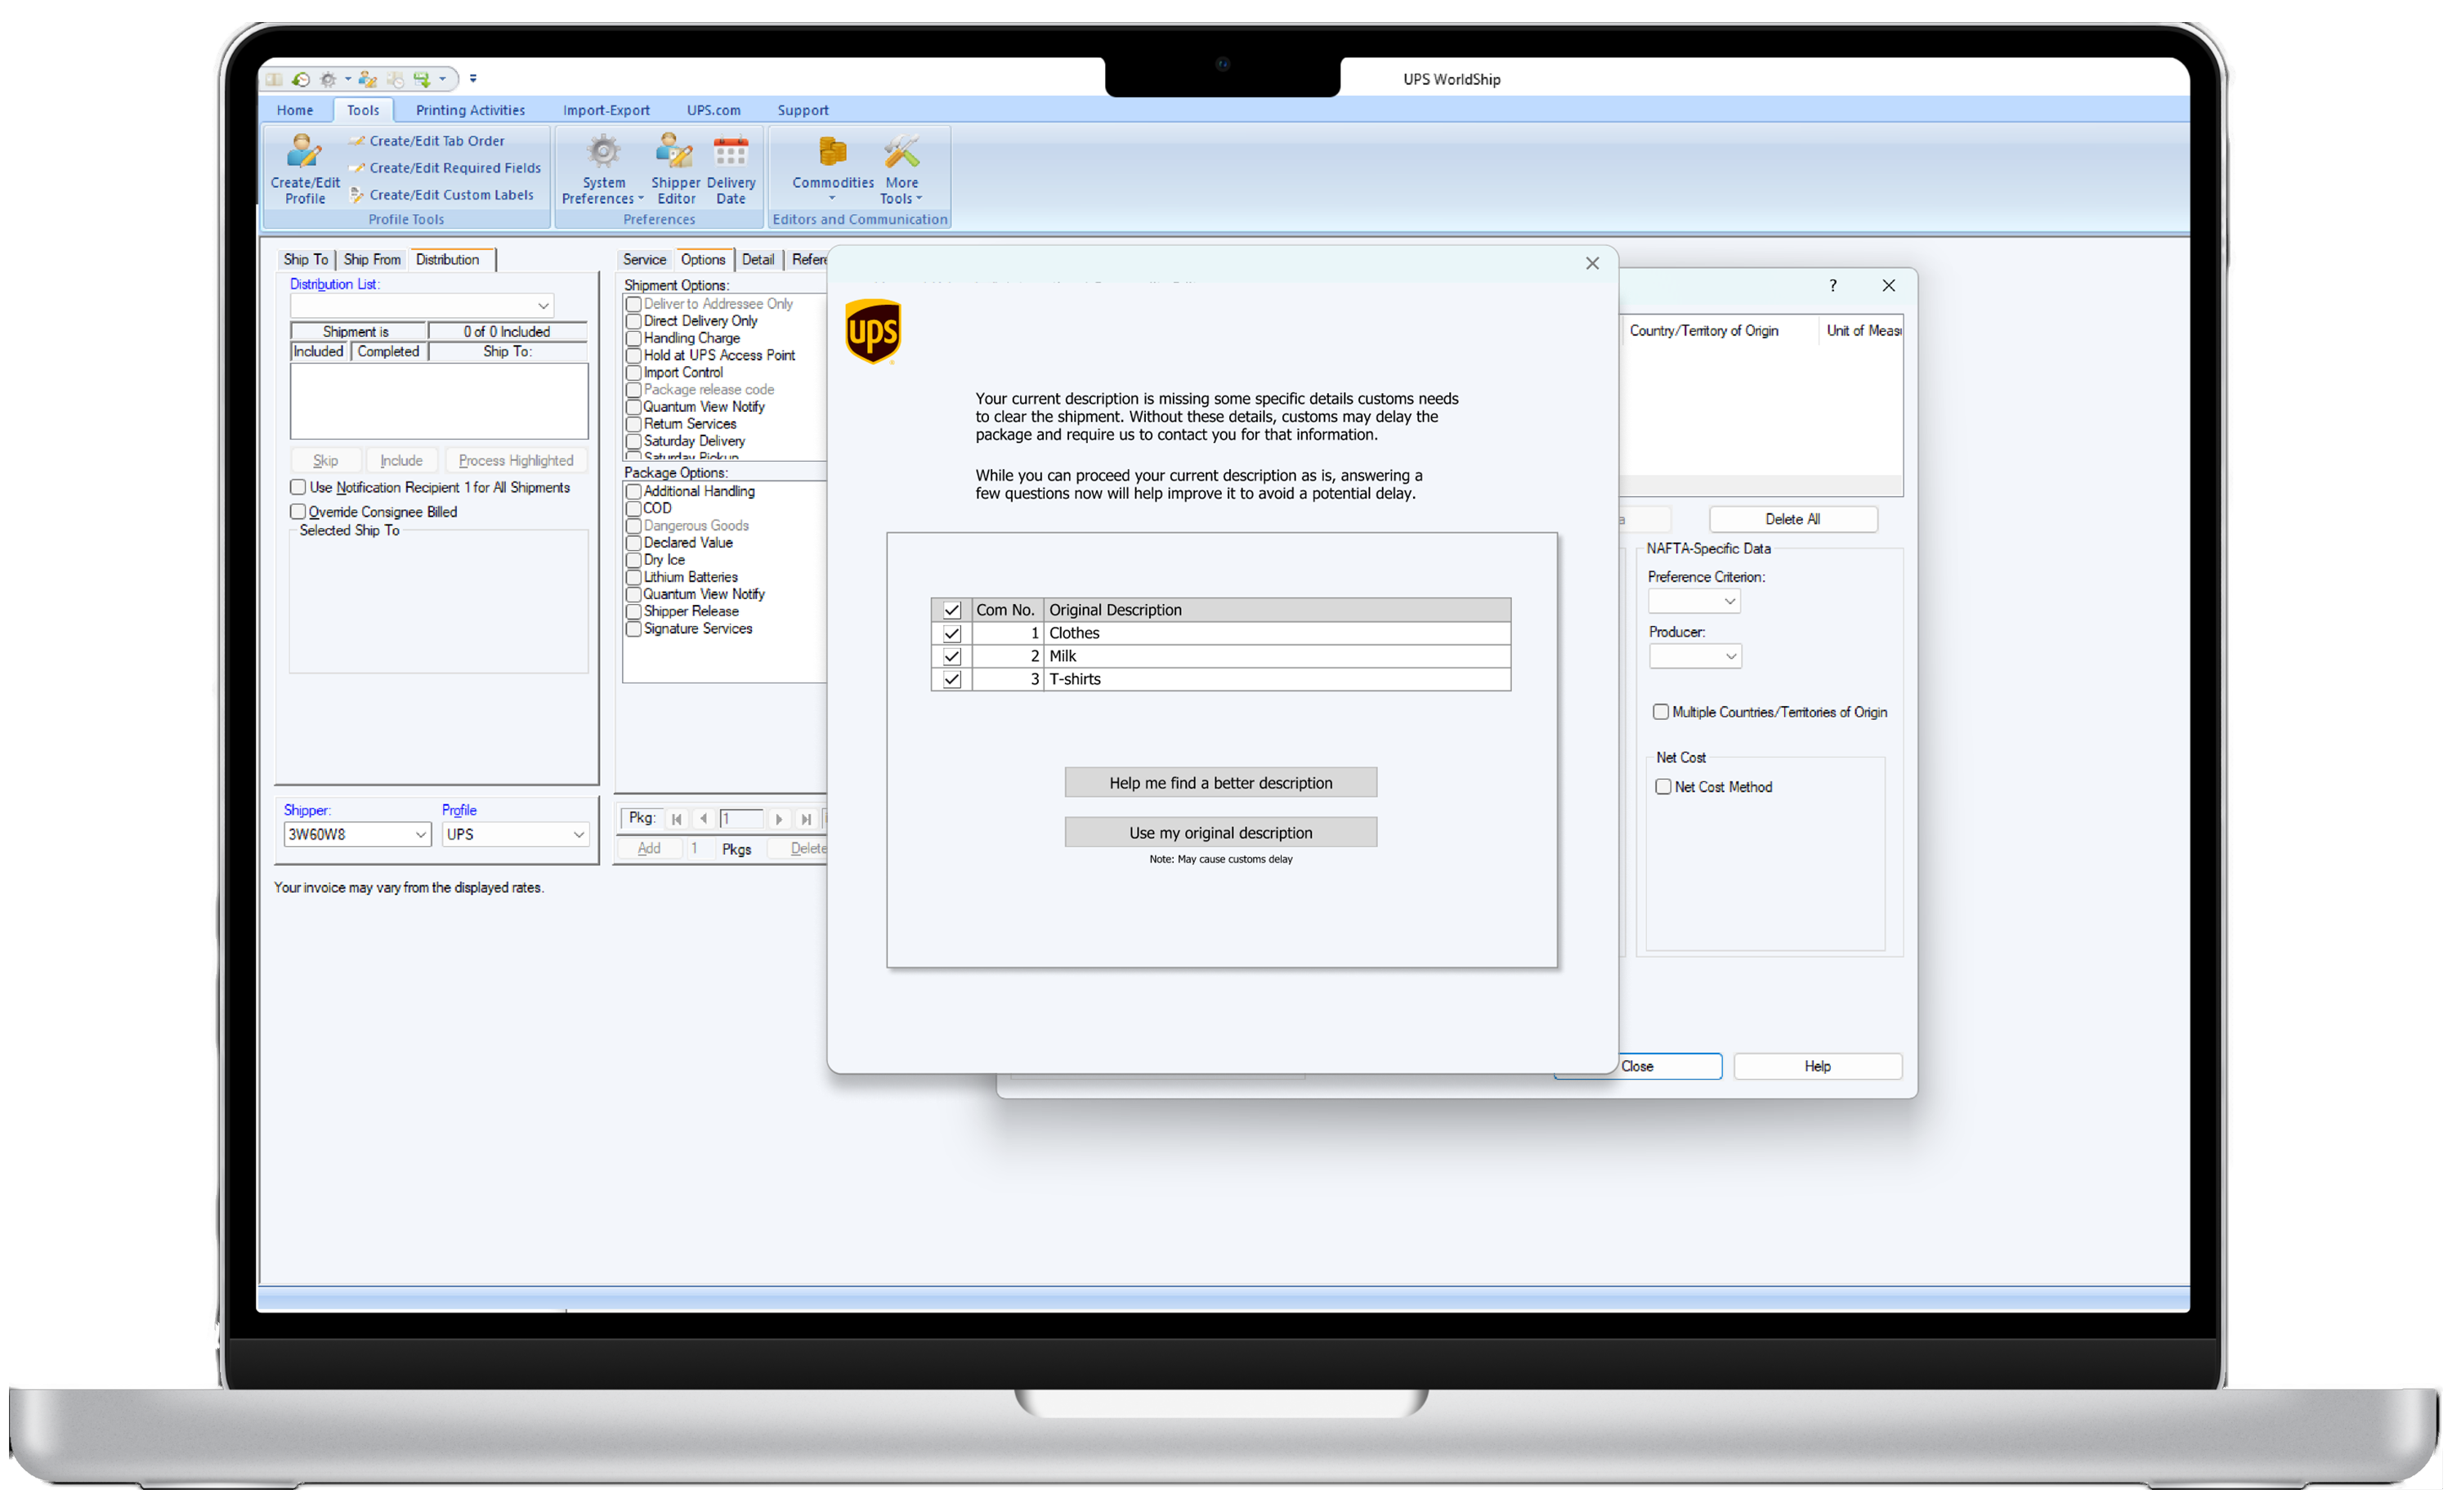 UPS WorldShip
Home Tools Printing Activities Import-Export UPS.com Support
Create/Edit Profile
Create/Edit Tab Order
Create/Edit Required Fields
Create/Edit Custom Labels
Profile Tools
System Preferences
Shipper Editor
Delivery Date
Preferences
Commodities
More Tools
Editors and Communication
Ship To Ship From Distribution
Distribution List:
Shipment is 0 of 0 Included
Included Completed Ship To:
Skip Include Process Highlighted
Use Notification Recipient 1 for All Shipments
Override Consignee Billed
Selected Ship To
Shipper: Profile
3W60W8 UPS
Your invoice may vary from the displayed rates.
Service Options Detail
Shipment Options:
Deliver to Addressee Only
Direct Delivery Only
Handling Charge
Hold at UPS Access Point
Import Control
Package release code
Quantum View Notify
Return Services
Saturday Delivery
Saturday Pickup
Package Options:
Additional Handling
COD
Dangerous Goods
Declared Value
Dry Ice
Lithium Batteries
Quantum View Notify
Shipper Release
Signature Services
Pkg: 1
Add 1 Pkgs Delete
ups
Your current description is missing some specific details customs needs
to clear the shipment. Without these details, customs may delay the
package and require us to contact you for that information.
While you can proceed your current description as is, answering a
few questions now will help improve it to avoid a potential delay.
Com No. Original Description
1 Clothes
2 Milk
3 T-shirts
Help me find a better description
Use my original description
Note: May cause customs delay
?
Country/Territory of Origin Unit of Meas
Delete All
NAFTA-Specific Data
Preference Criterion:
Producer:
Multiple Countries/Territories of Origin
Net Cost
Net Cost Method
Close Help